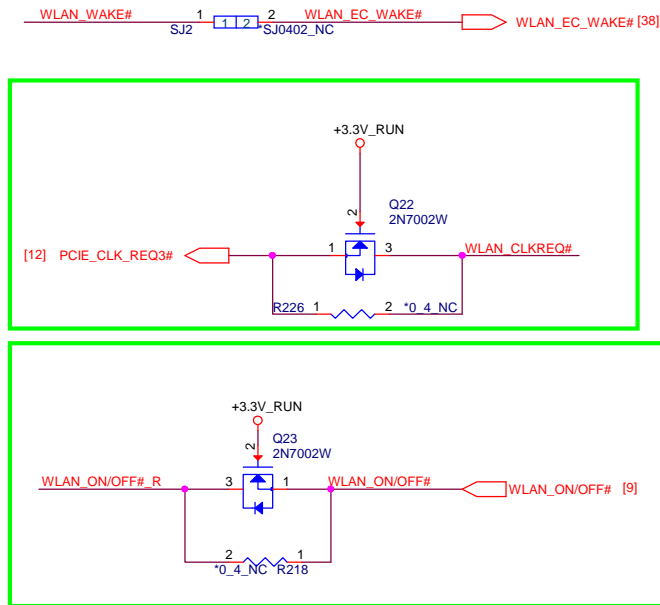 WLAN_WAKE# 1 2 WLAN_EC_WAKE# WLAN_EC_WAKE# [38]
SJ2 1 2 *SJ0402_NC
+3.3V_RUN
2 Q22
2N7002W
[12] PCIE_CLK_REQ3# 1 3 WLAN_CLKREQ#
R226 1 2 *0_4_NC
+3.3V_RUN
2 Q23
2N7002W
WLAN_ON/OFF#_R 3 1 WLAN_ON/OFF# WLAN_ON/OFF# [9]
2 1
*0_4_NC R218